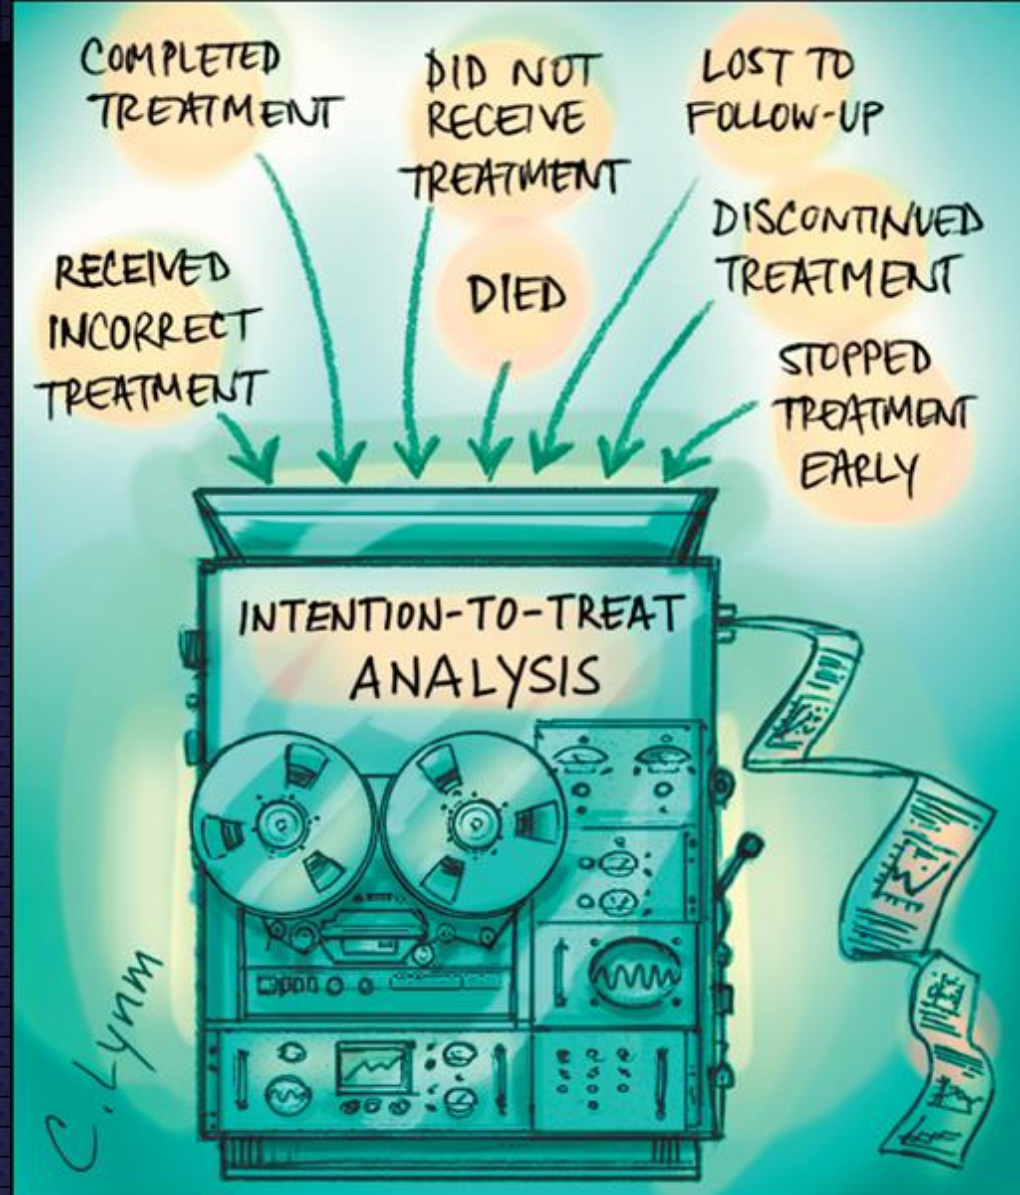 COMPLETED
TREATMENT
DID NOT
RECEIVE
TREATMENT
LOST TO
FOLLOW-UP
RECEIVED
INCORRECT
TREATMENT
DIED
DISCONTINUED
TREATMENT
STOPPED
TREATMENT
EARLY
INTENTION-TO-TREAT
ANALYSIS
C. Lynm